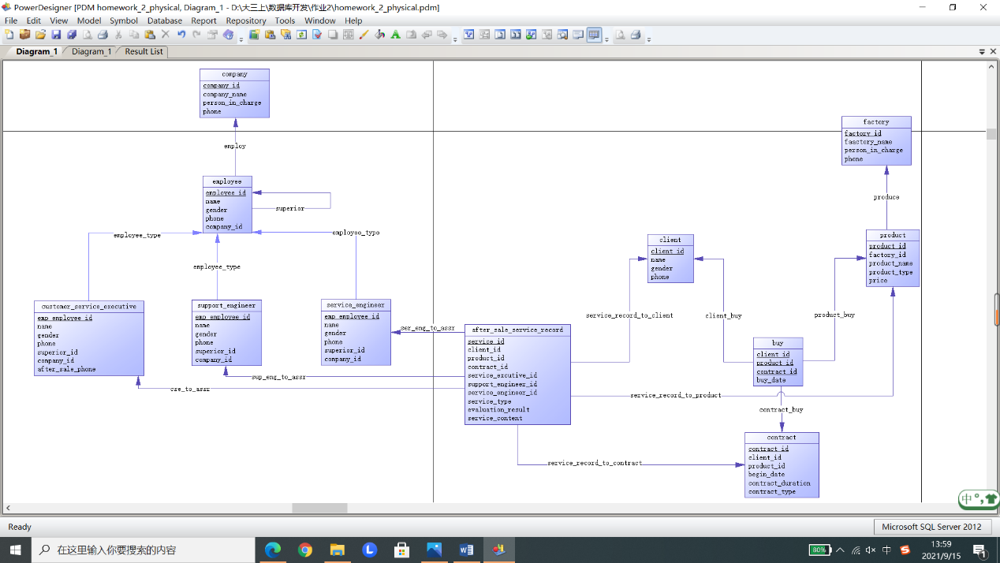 PowerDesigner [PDM homework_2_physical, Diagram_1 - D:\大三上\数据库开发\作业2\homework_2_physical.pdm]
File Edit View Model Symbol Database Report Repository Tools Window Help
Diagram_1 Diagram_1 Result List
company
company_id
company_name
person_in_charge
phone
employ
employee
employee_id
name
gender
phone
company_id
superior
employee_type
employee_type
employee_type
customer_service_executive
emp_employee_id
name
gender
phone
superior_id
company_id
after_sale_phone
support_engineer
emp_employee_id
name
gender
phone
superior_id
company_id
service_engineer
emp_employee_id
name
gender
phone
superior_id
company_id
ser_eng_to_assr
sup_eng_to_assr
cse_to_assr
after_sale_service_record
service_id
client_id
product_id
contract_id
service_excutive_id
support_engineer_id
service_engineer_id
service_type
evaluation_result
service_content
service_record_to_client
client
client_id
name
gender
phone
client_buy
factory
factory_id
faactory_name
person_in_charge
phone
produce
product
product_id
factory_id
product_name
product_type
price
product_buy
buy
client_id
product_id
contract_id
buy_date
service_record_to_product
contract_buy
contract
contract_id
client_id
product_id
begin_date
contract_duration
contract_type
service_record_to_contract
中
Ready
Microsoft SQL Server 2012
在这里输入你要搜索的内容
80%
中
13:59
2021/9/15
1